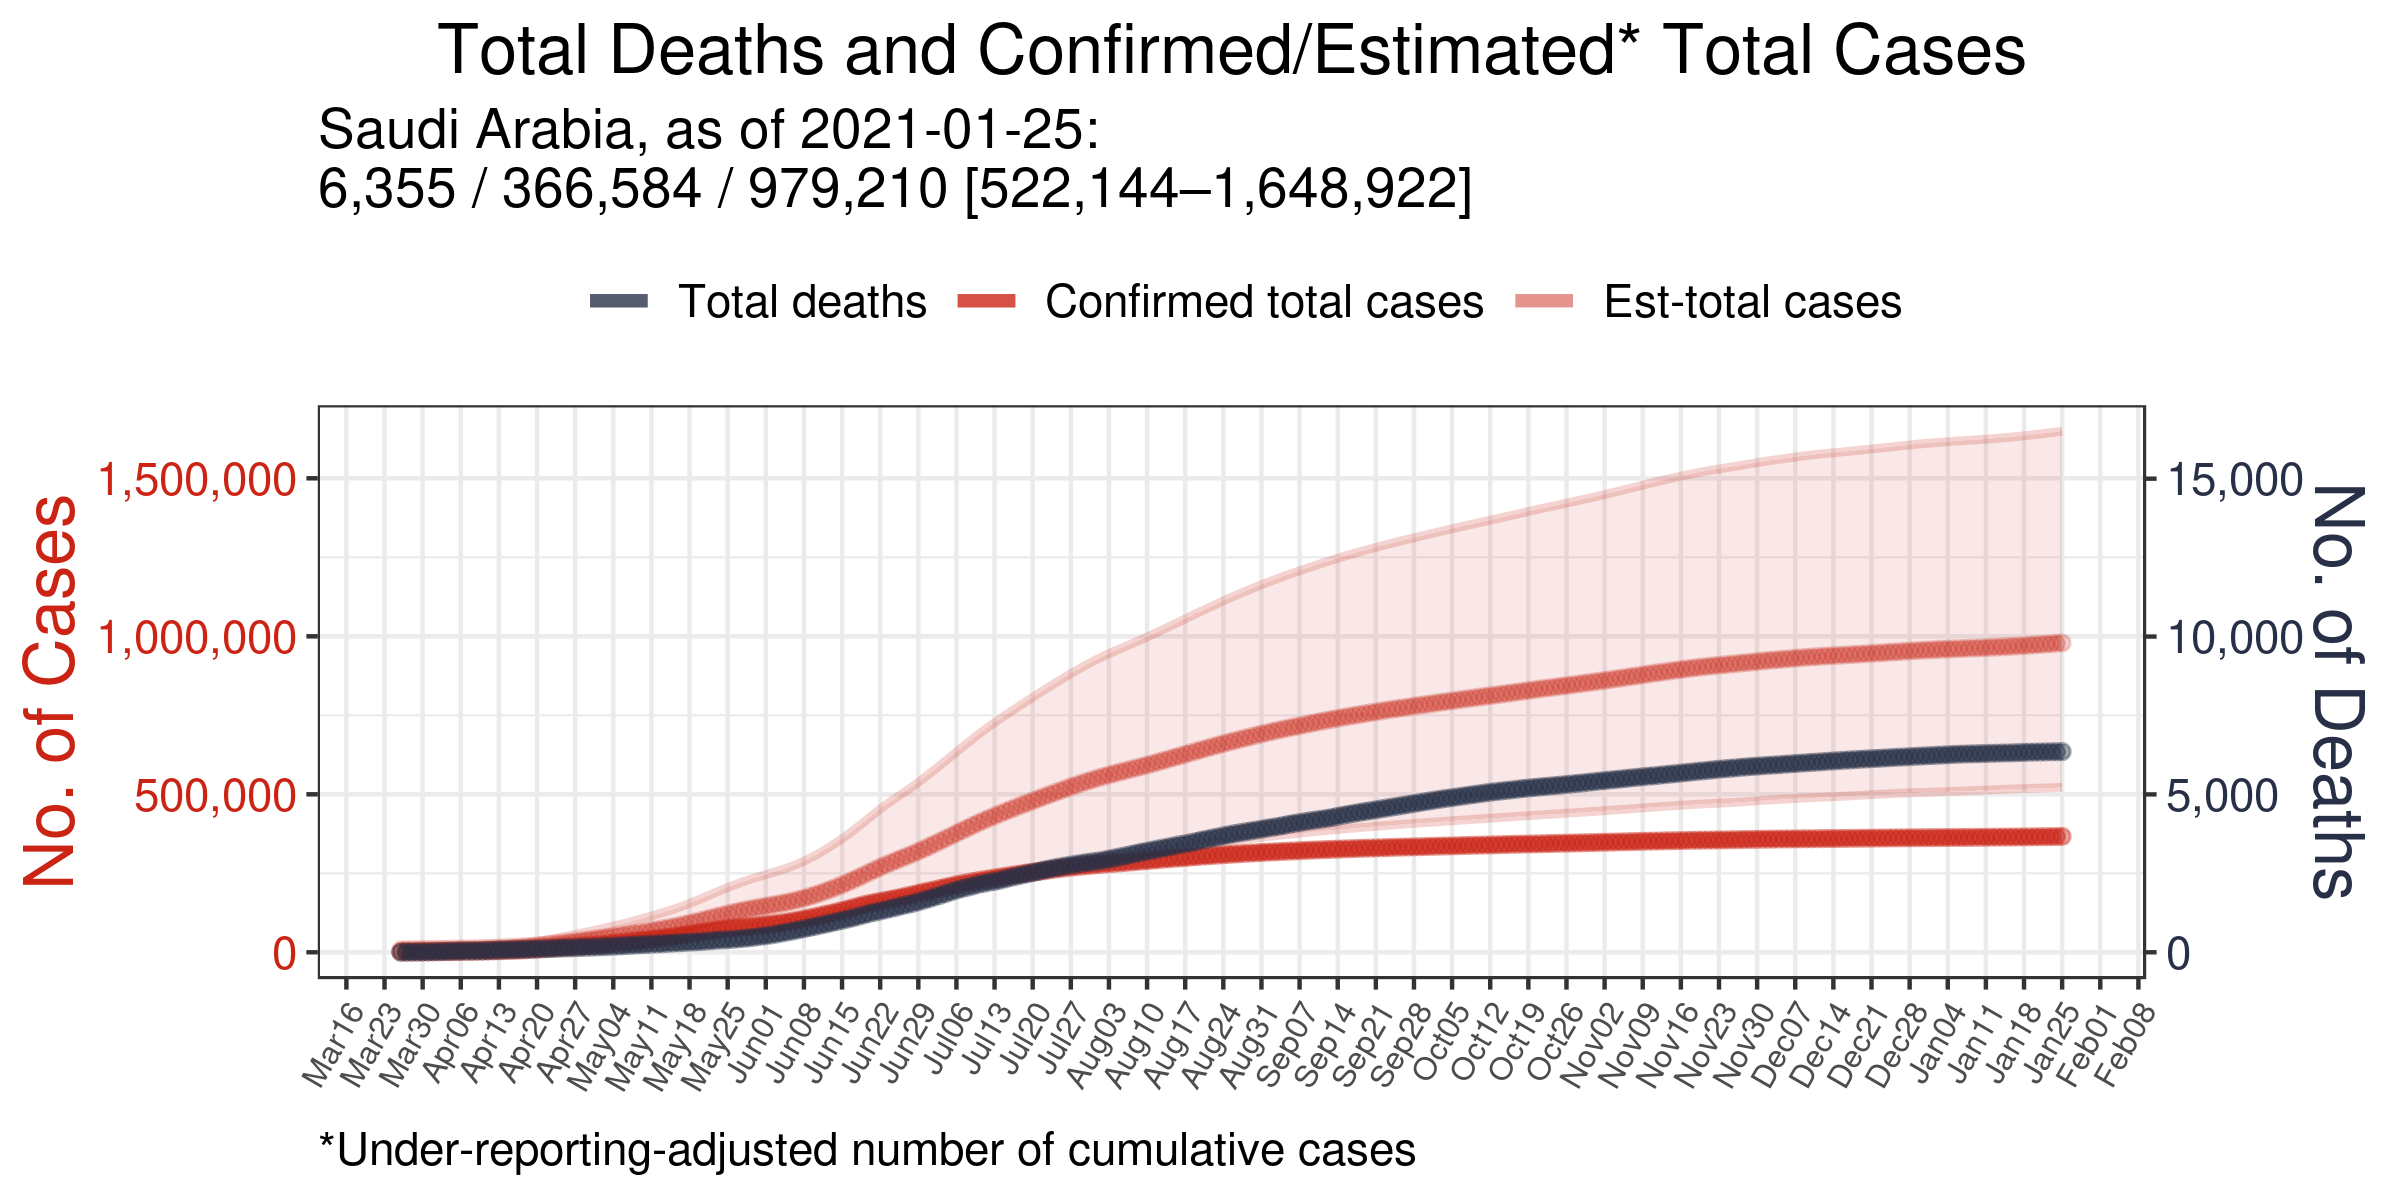 Total Deaths and Confirmed/Estimated* Total Cases
Saudi Arabia, as of 2021-01-25:
6,355 / 366,584 / 979,210 [522,144–1,648,922]
Total deaths
Confirmed total cases
Est-total cases
No. of Cases
1,500,000
1,000,000
500,000
0
15,000
10,000
5,000
0
No. of Deaths
Mar16
Mar23
Mar30
Apr06
Apr13
Apr20
Apr27
May04
May11
May18
May25
Jun01
Jun08
Jun15
Jun22
Jun29
Jul06
Jul13
Jul20
Jul27
Aug03
Aug10
Aug17
Aug24
Aug31
Sep07
Sep14
Sep21
Sep28
Oct05
Oct12
Oct19
Oct26
Nov02
Nov09
Nov16
Nov23
Nov30
Dec07
Dec14
Dec21
Dec28
Jan04
Jan11
Jan18
Jan25
Feb01
Feb08
*Under-reporting-adjusted number of cumulative cases